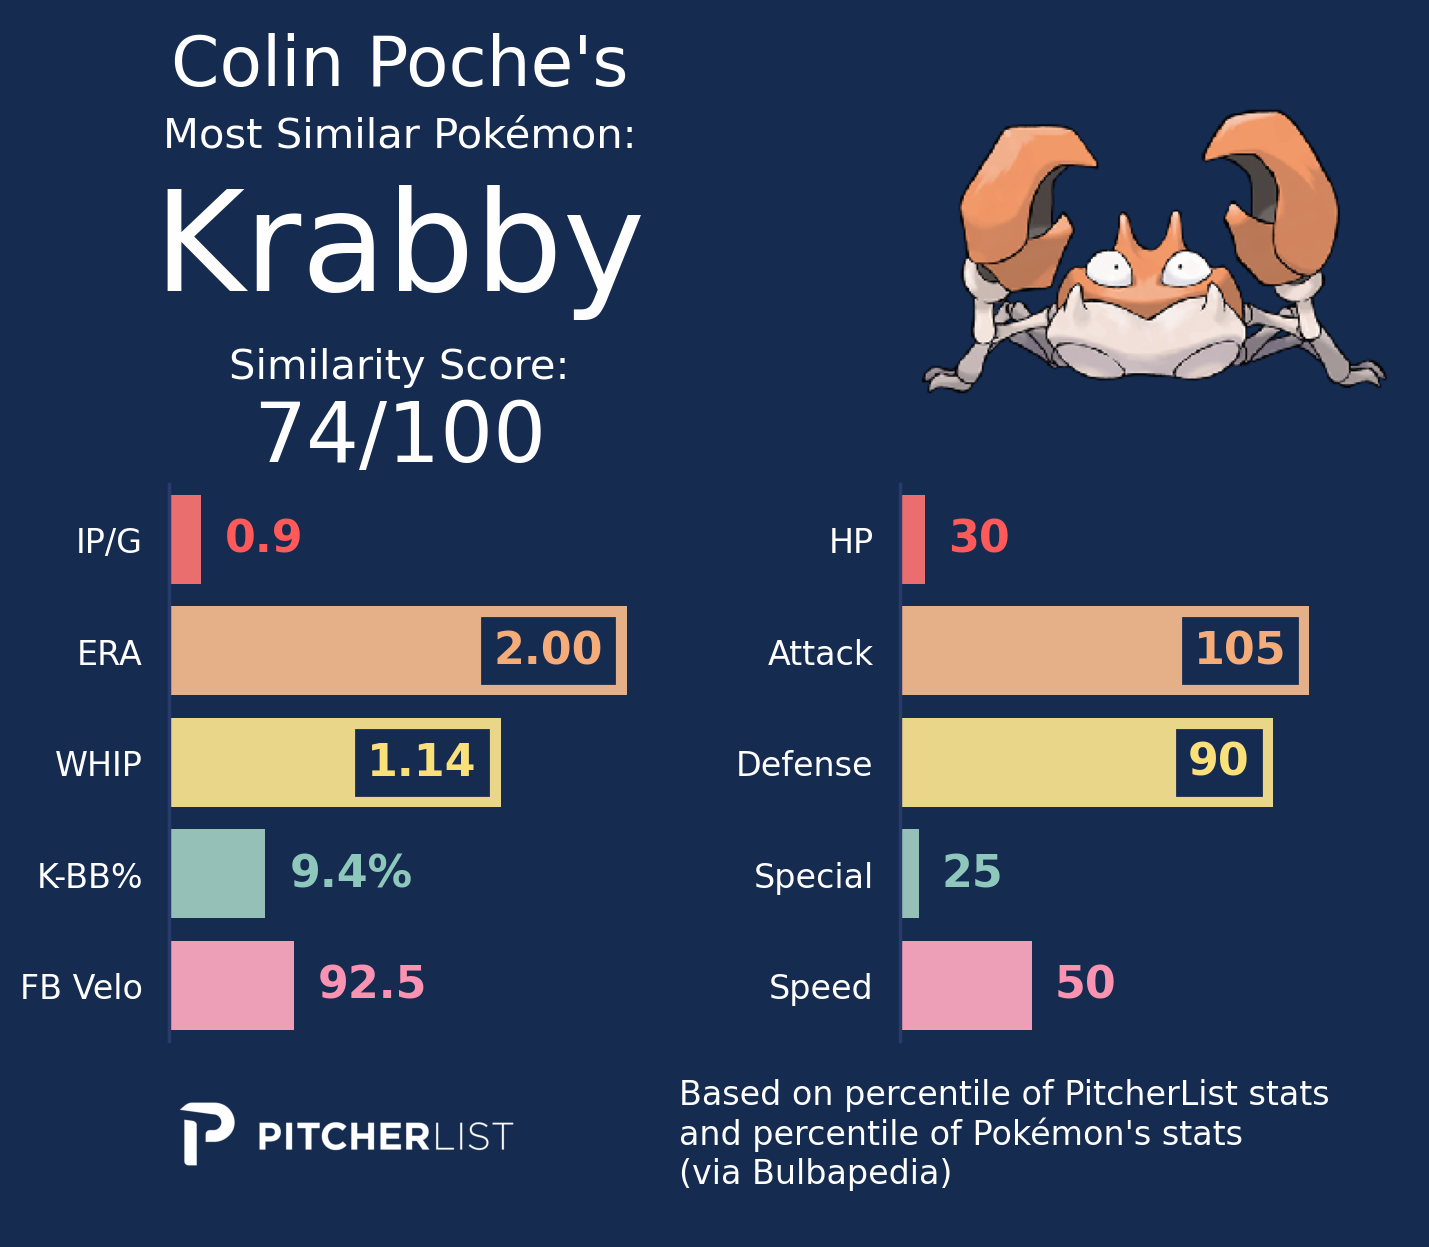 Colin Poche's
Most Similar Pokémon:
Krabby
Similarity Score:
74/100
IP/G 0.9
ERA 2.00
WHIP 1.14
K-BB% 9.4%
FB Velo 92.5
HP 30
Attack 105
Defense 90
Special 25
Speed 50
PITCHERLIST
Based on percentile of PitcherList stats
and percentile of Pokémon's stats
(via Bulbapedia)